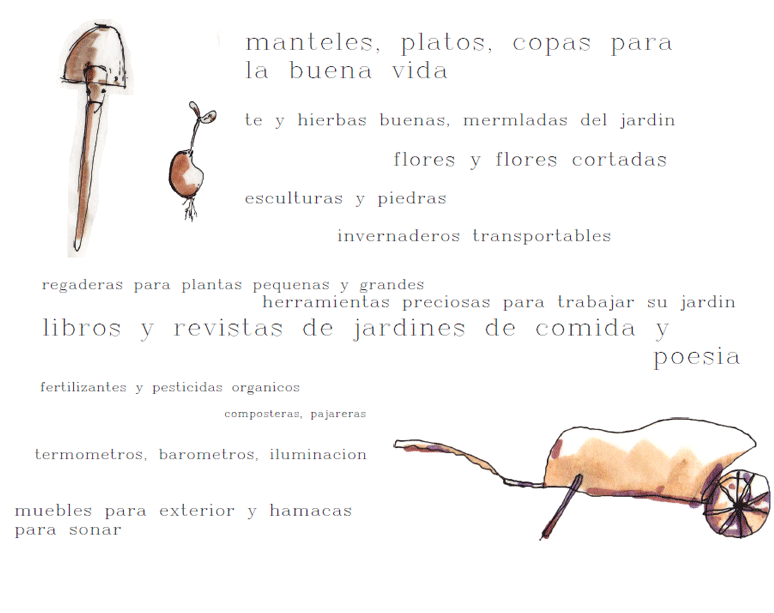 manteles, platos, copas para
la buena vida
te y hierbas buenas, mermladas del jardin
flores y flores cortadas
esculturas y piedras
invernaderos transportables
regaderas para plantas pequenas y grandes
herramientas preciosas para trabajar su jardin
libros y revistas de jardines de comida y
poesia
fertilizantes y pesticidas organicos
composteras, pajareras
termometros, barometros, iluminacion
muebles para exterior y hamacas
para sonar